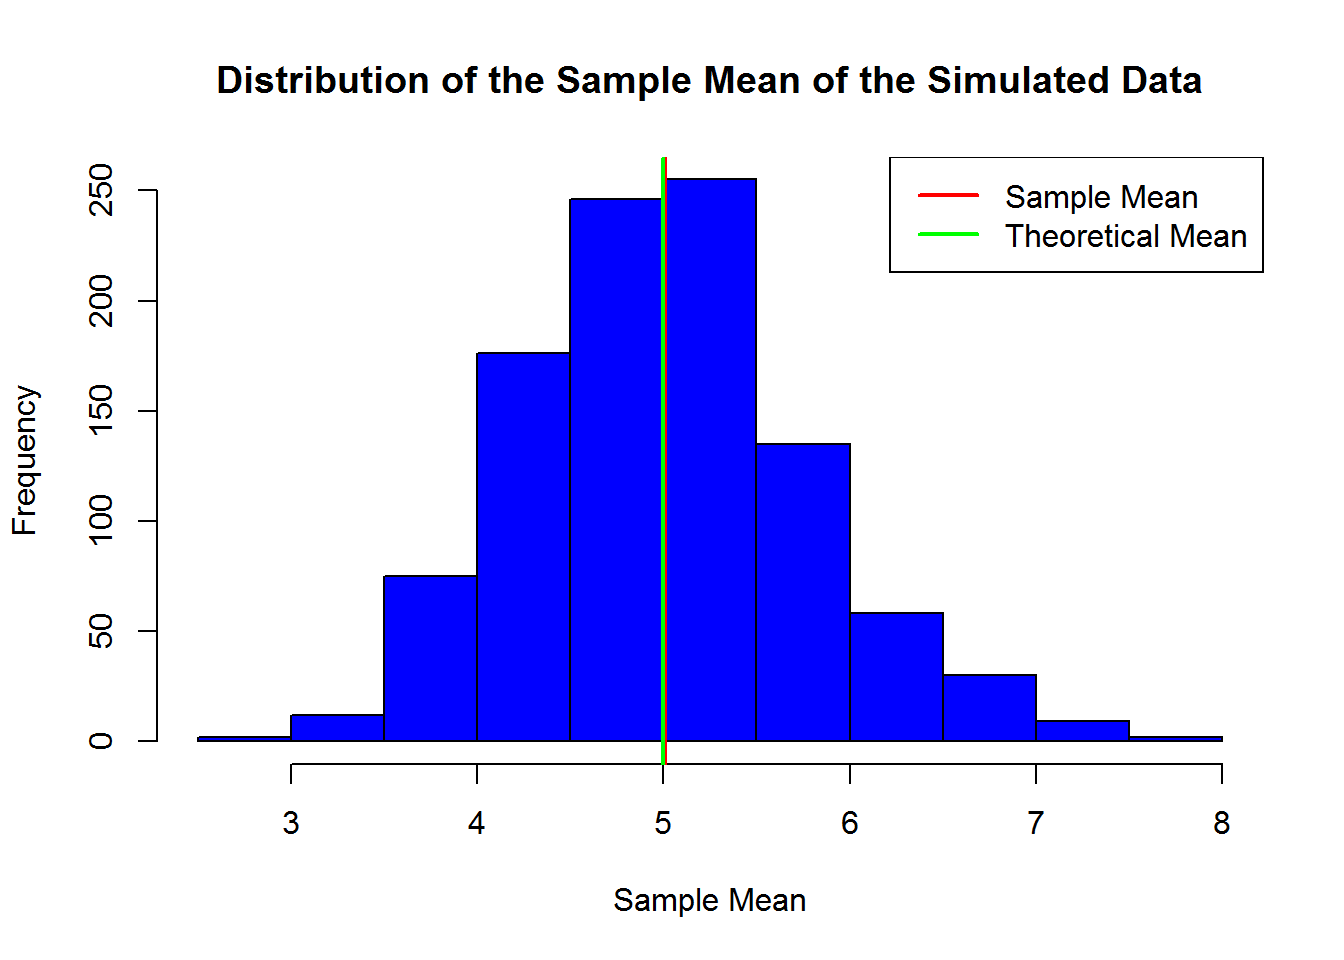 Distribution of the Sample Mean of the Simulated Data
Sample Mean
Theoretical Mean
Frequency
250
200
150
100
50
0
3 4 5 6 7 8
Sample Mean